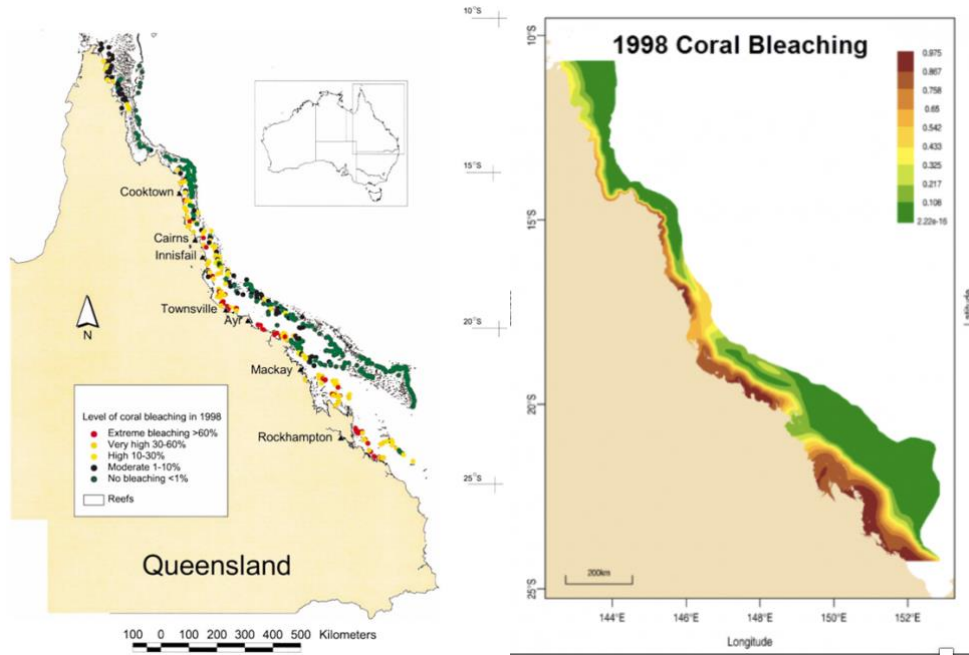 10°S
15°S
20°S
25°S
Cooktown
Cairns
Innisfail
Townsville
Ayr
Mackay
Rockhampton
N
Level of coral bleaching in 1998
Extreme bleaching >60%
Very high 30-60%
High 10-30%
Moderate 1-10%
No bleaching <1%
Reefs
Queensland
100 0 100 200 300 400 500 Kilometers
1998 Coral Bleaching
0.975
0.867
0.758
0.65
0.542
0.433
0.325
0.217
0.108
2.22e-16
10°S
15°S
20°S
25°S
200km
144°E 146°E 148°E 150°E 152°E
Longitude